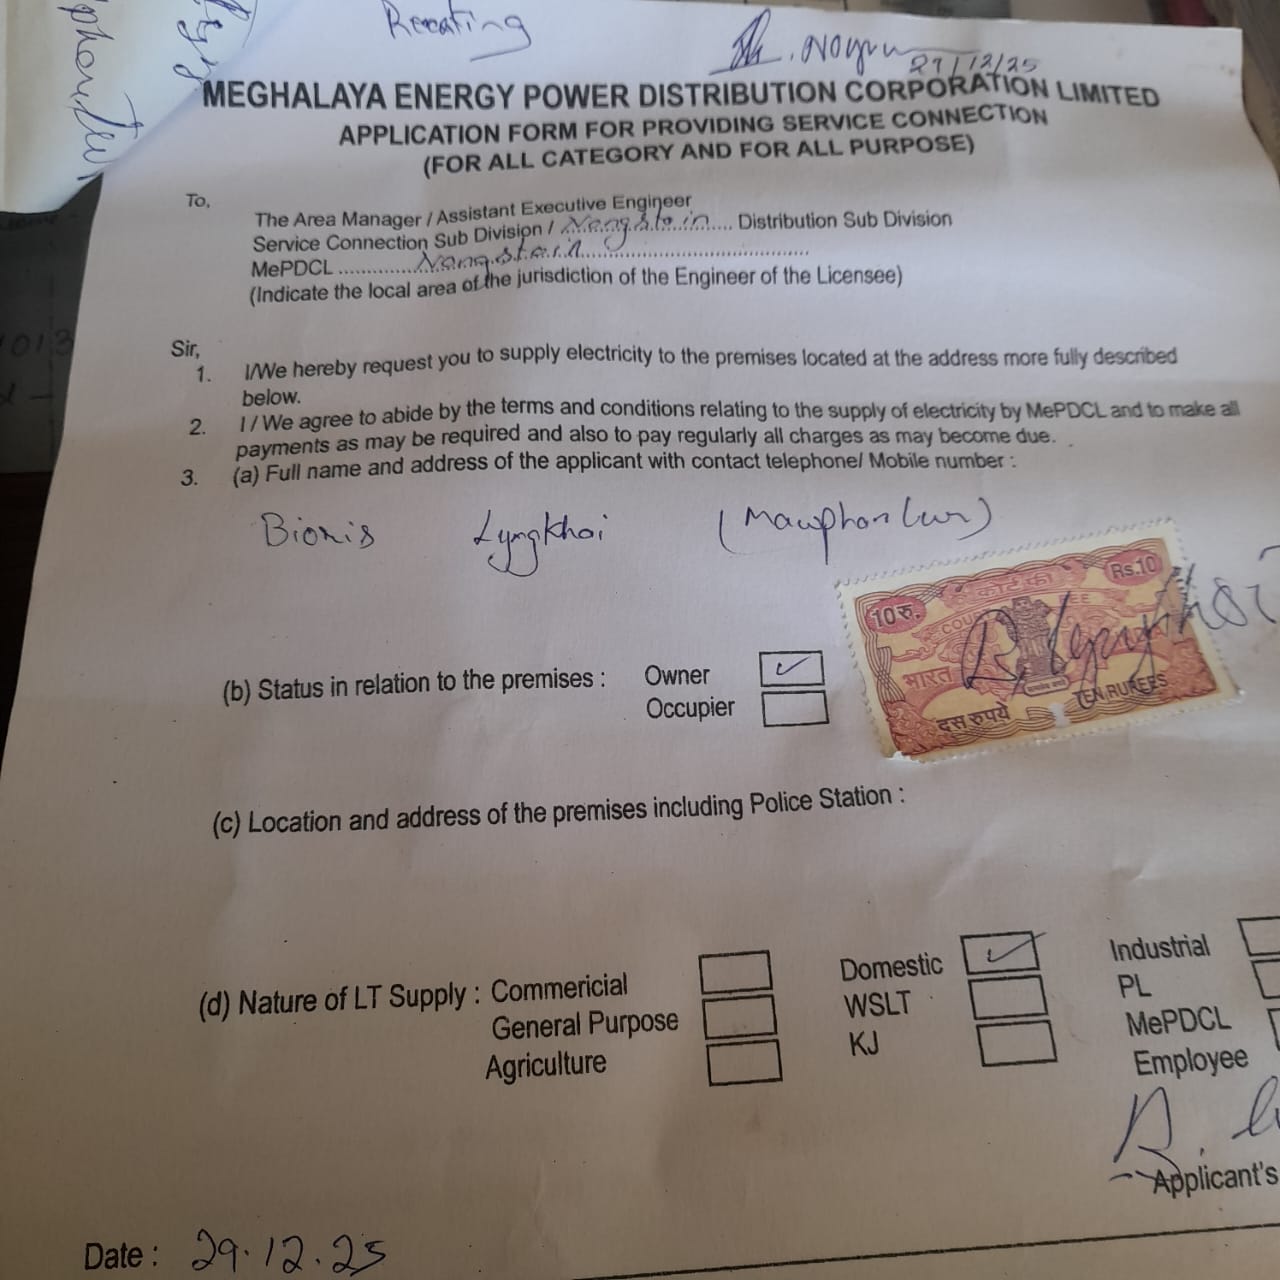 29/12/25
MEGHALAYA ENERGY POWER DISTRIBUTION CORPORATION LIMITED
APPLICATION FORM FOR PROVIDING SERVICE CONNECTION
(FOR ALL CATEGORY AND FOR ALL PURPOSE)
To,
The Area Manager / Assistant Executive Engineer
Service Connection Sub Division / Nongstoin Distribution Sub Division
MePDCL Nongstoin
(Indicate the local area of the jurisdiction of the Engineer of the Licensee)
Sir,
1. I/We hereby request you to supply electricity to the premises located at the address more fully described
below.
2. I / We agree to abide by the terms and conditions relating to the supply of electricity by MePDCL and to make all
payments as may be required and also to pay regularly all charges as may become due.
3. (a) Full name and address of the applicant with contact telephone/ Mobile number :
Bionis Lyngkhoi (Mawphanlur)
10 रु. कोर्ट फी Rs.10
COURT FEE
भारत
दस रुपये TEN RUPEES
(b) Status in relation to the premises : Owner ✓
Occupier
(c) Location and address of the premises including Police Station :
(d) Nature of LT Supply : Commericial Domestic ✓ Industrial
General Purpose WSLT PL
Agriculture KJ MePDCL
Employee
Applicant's
Date : 29.12.25